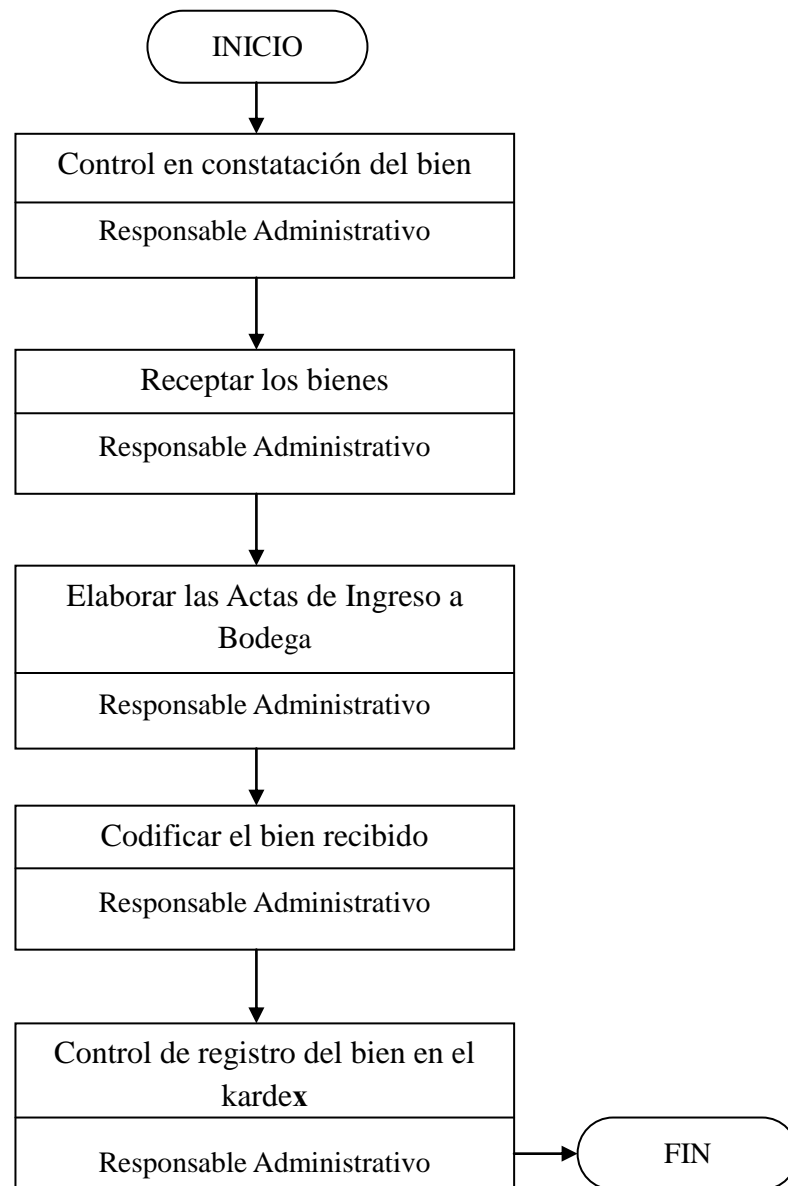 INICIO
Control en constatación del bien
Responsable Administrativo
Receptar los bienes
Responsable Administrativo
Elaborar las Actas de Ingreso a
Bodega
Responsable Administrativo
Codificar el bien recibido
Responsable Administrativo
Control de registro del bien en el
kardex
Responsable Administrativo
FIN